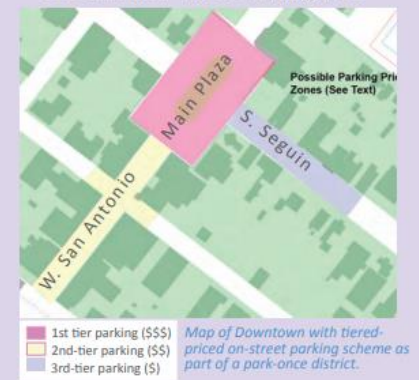 Possible Parking
Zones (See Text)
Main Plaza
S. Seguin
W. San Antonio
1st tier parking ($$$)
2nd-tier parking ($$)
3rd-tier parking ($)
Map of Downtown with tiered-
priced on-street parking scheme as
part of a park-once district.